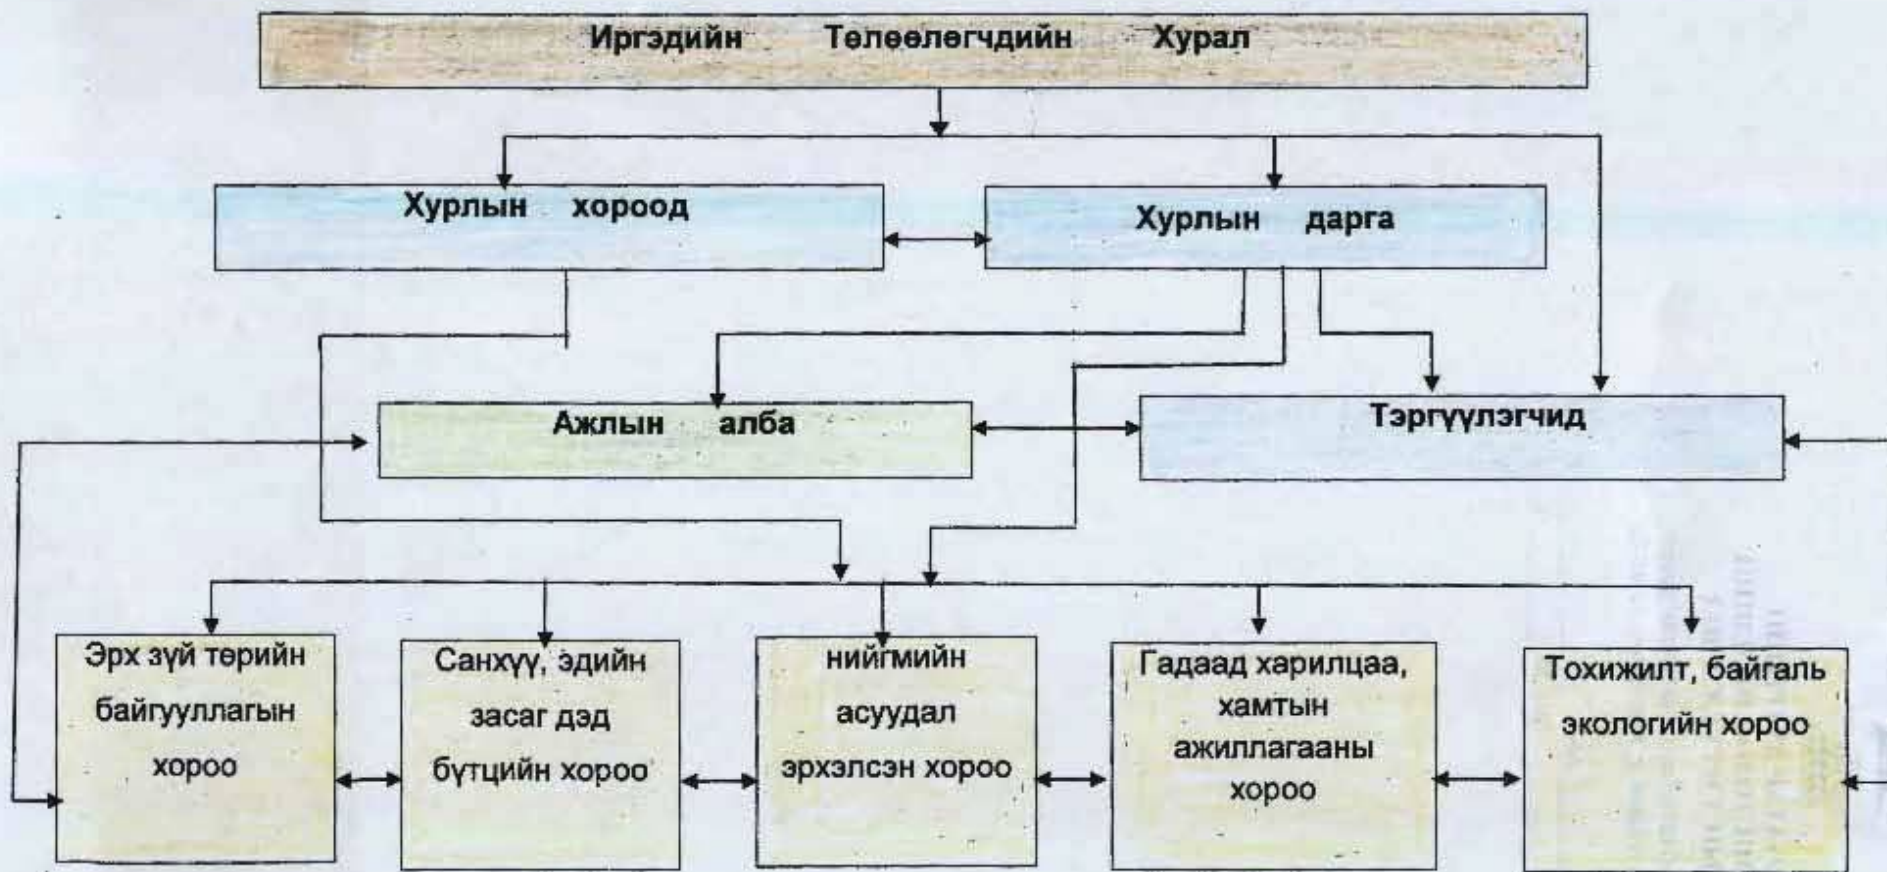 Иргэдийн Төлөөлөгчдийн Хурал
Хурлын хороод
Хурлын дарга
Ажлын алба
Тэргүүлэгчид
Эрх зүй төрийн
байгууллагын
хороо
Санхүү, эдийн
засаг дэд
бүтцийн хороо
нийгмийн
асуудал
эрхэлсэн хороо
Гадаад харилцаа,
хамтын
ажиллагааны
хороо
Тохижилт, байгаль
экологийн хороо